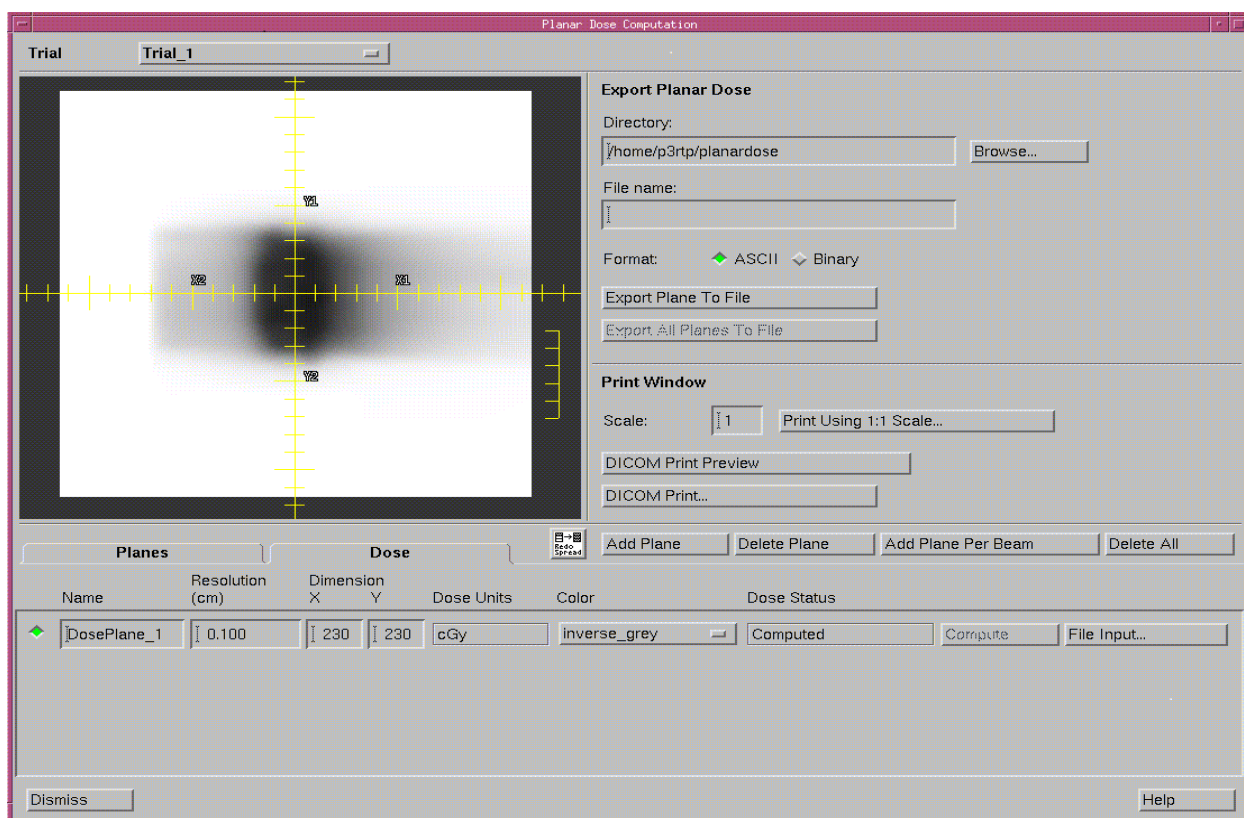 Planar Dose Computation
Trial Trial_1
Export Planar Dose
Directory:
/home/p3rtp/planardose Browse...
File name:
Format: ASCII Binary
Export Plane To File
Export All Planes To File
Print Window
Scale: 1 Print Using 1:1 Scale...
DICOM Print Preview
DICOM Print...
Y1
X2 X1
Y2
Planes Dose
Redo
Spread
Add Plane Delete Plane Add Plane Per Beam Delete All
Resolution Dimension
Name (cm) X Y Dose Units Color Dose Status
DosePlane_1 0.100 230 230 cGy inverse_grey Computed Compute File Input...
Dismiss Help